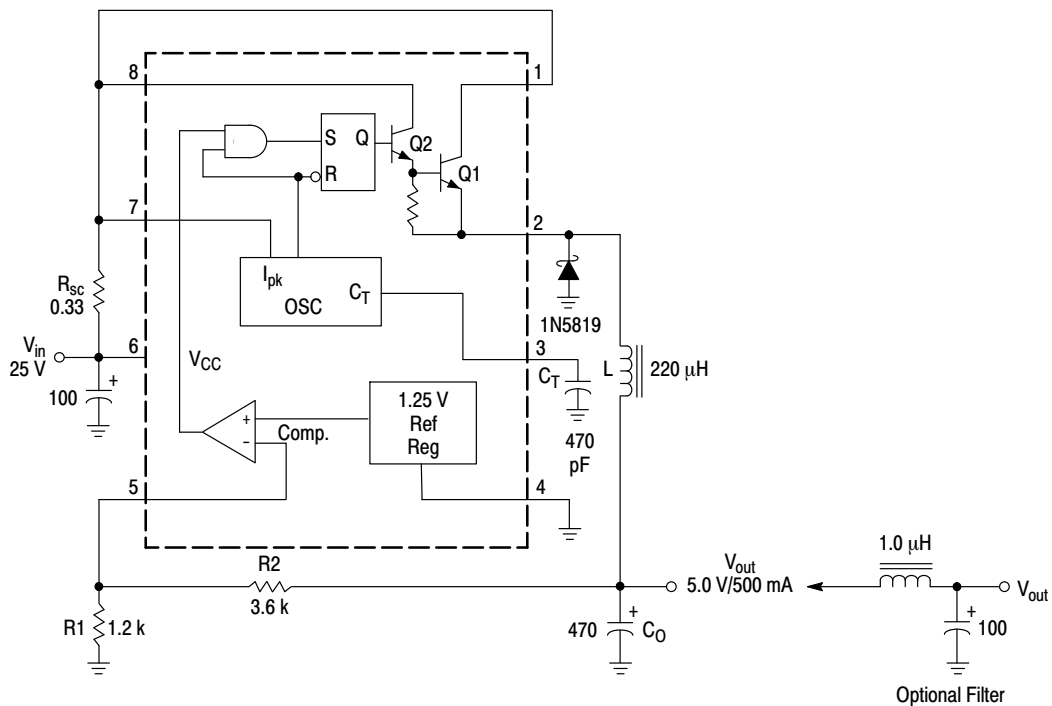 8
1
S Q
R
Q2
Q1
7
2
Ipk
OSC
CT
Rsc
0.33
1N5819
Vin
25 V
6
3
VCC
CT
L
220 μH
100
+
1.25 V
Ref
Reg
+
−
Comp.
470
pF
5
4
R2
3.6 k
Vout
5.0 V/500 mA
1.0 μH
Vout
R1
1.2 k
470
+
CO
+
100
Optional Filter